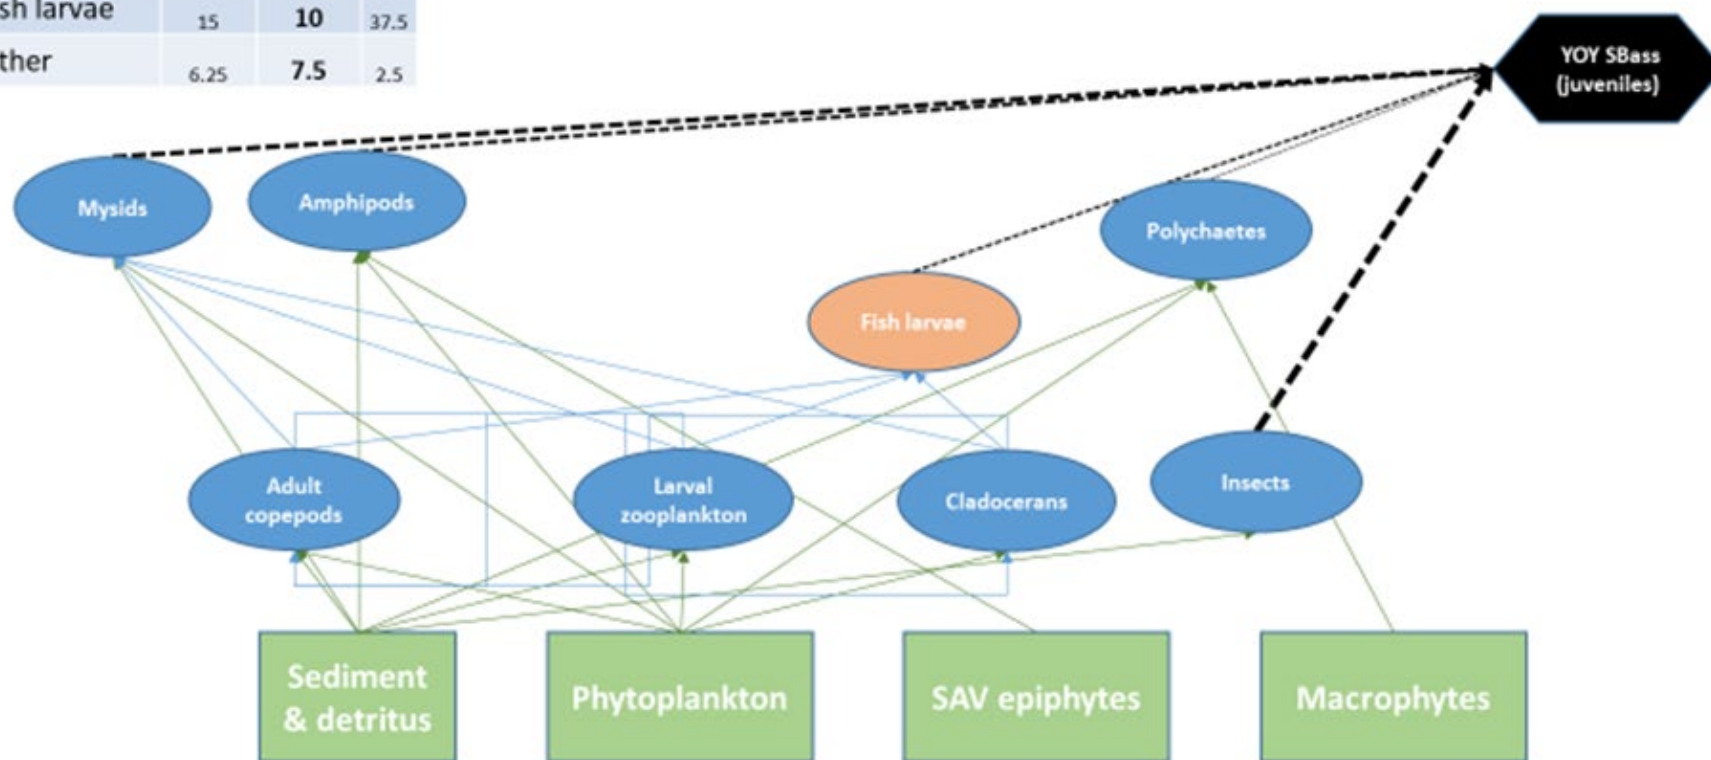 sh larvae 15 10 37.5
ther 6.25 7.5 2.5
YOY SBass
(juveniles)
Mysids
Amphipods
Polychaetes
Fish larvae
Adult
copepods
Larval
zooplankton
Cladocerans
Insects
Sediment
& detritus
Phytoplankton
SAV epiphytes
Macrophytes